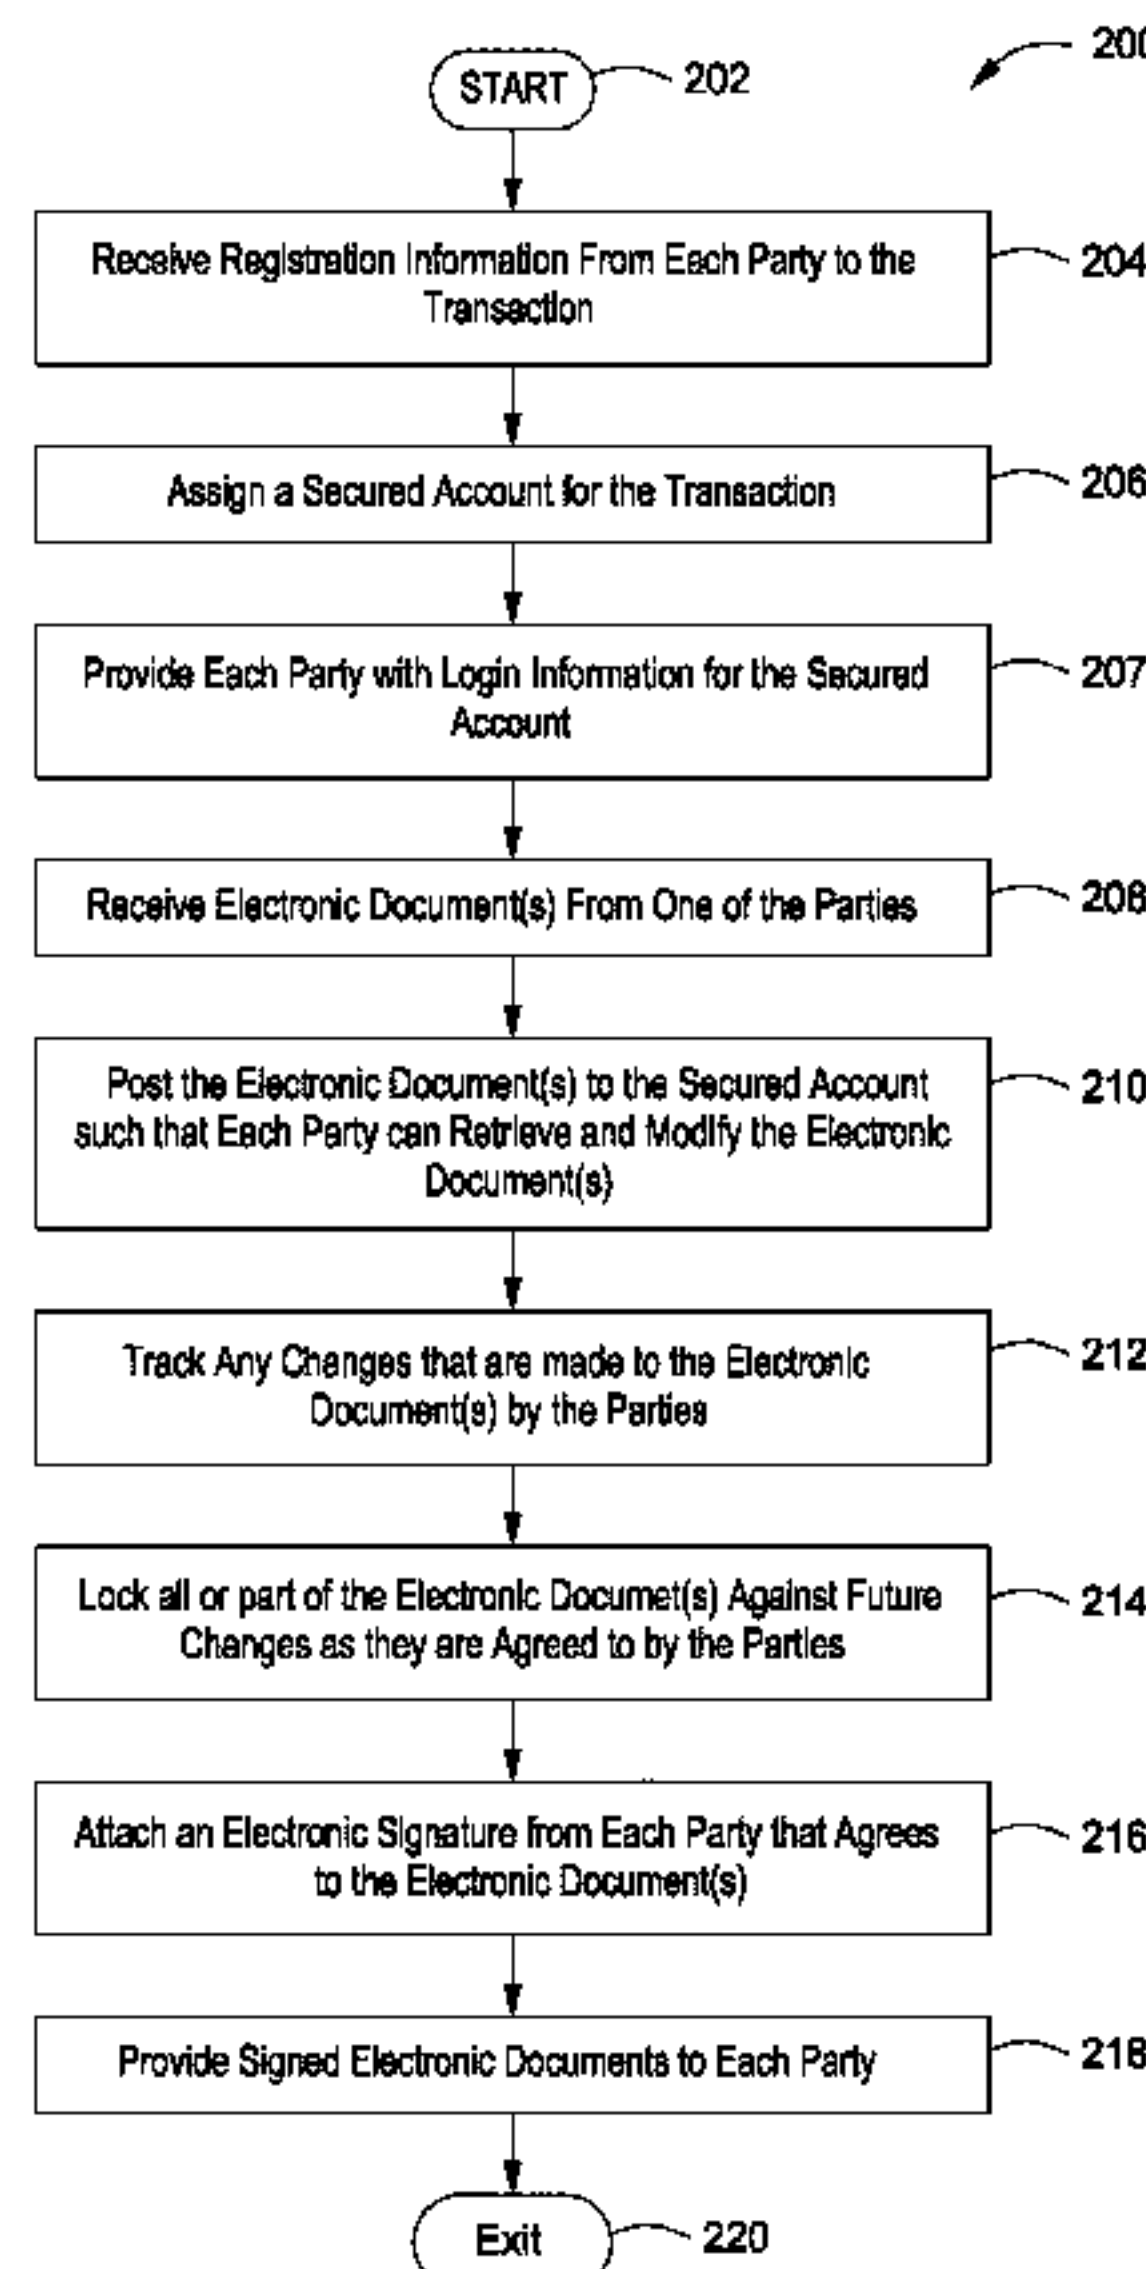 200
START 202
Receive Registration Information From Each Party to the
Transaction
204
Assign a Secured Account for the Transaction
206
Provide Each Party with Login Information for the Secured
Account
207
Receive Electronic Document(s) From One of the Parties
208
Post the Electronic Document(s) to the Secured Account
such that Each Party can Retrieve and Modify the Electronic
Document(s)
210
Track Any Changes that are made to the Electronic
Document(s) by the Parties
212
Lock all or part of the Electronic Documet(s) Against Future
Changes as they are Agreed to by the Parties
214
Attach an Electronic Signature from Each Party that Agrees
to the Electronic Document(s)
216
Provide Signed Electronic Documents to Each Party
218
Exit 220